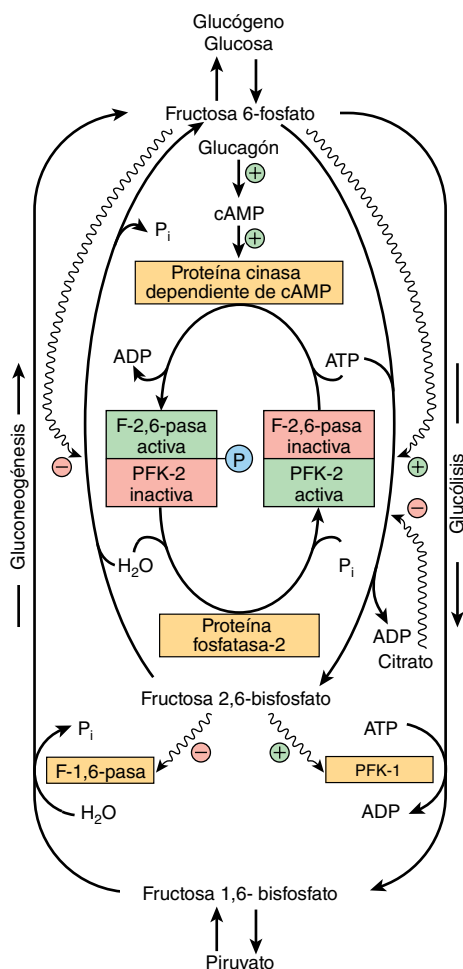 Glucógeno
Glucosa
Fructosa 6-fosfato
Glucagón
+
cAMP
+
Pi
Proteína cinasa
dependiente de cAMP
ADP
ATP
F-2,6-pasa
activa
PFK-2
inactiva
P
F-2,6-pasa
inactiva
PFK-2
activa
Gluconeogénesis
−
+
−
Glucólisis
H2O
Pi
Proteína
fosfatasa-2
ADP
Citrato
Fructosa 2,6-bisfosfato
Pi
−
+
ATP
F-1,6-pasa
PFK-1
H2O
ADP
Fructosa 1,6- bisfosfato
Piruvato